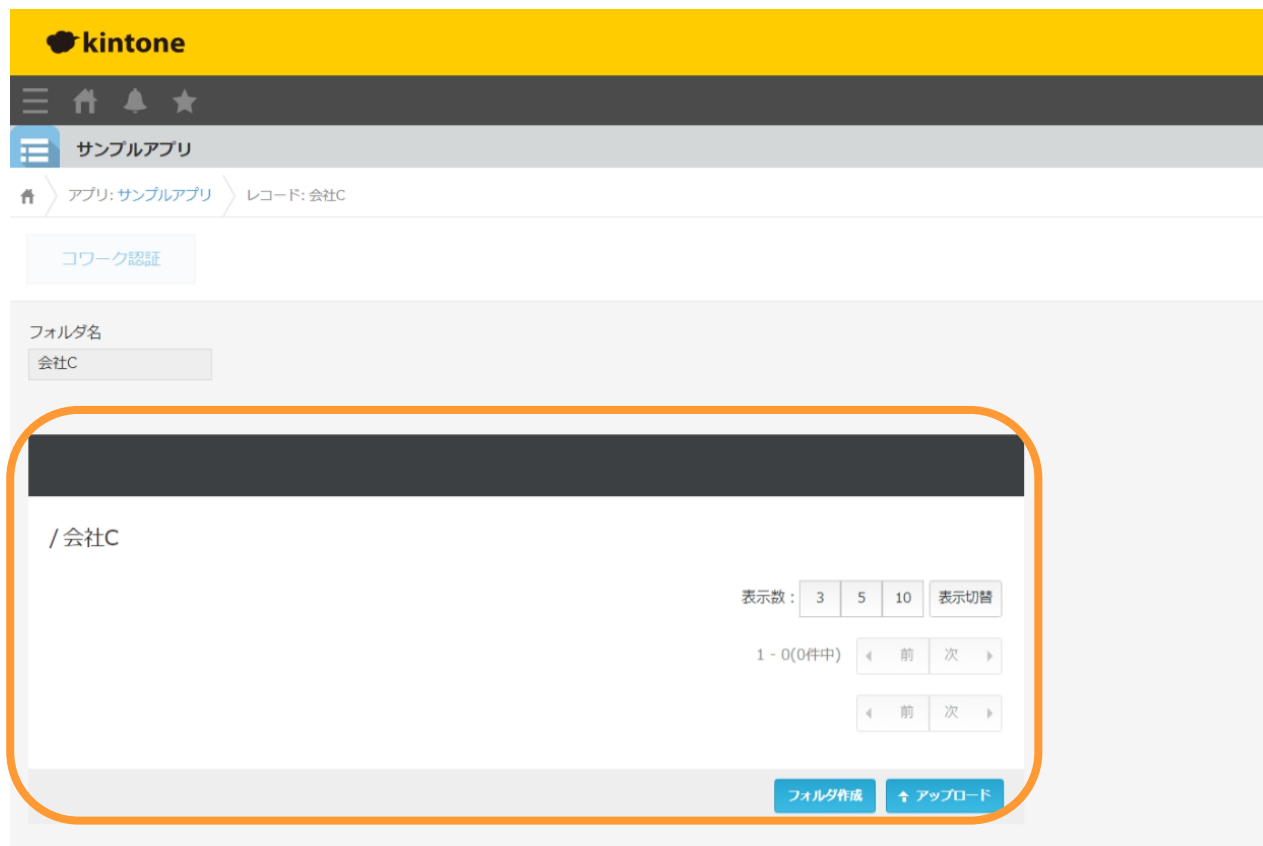 kintone
サンプルアプリ
アプリ: サンプルアプリ レコード: 会社C
コワーク認証
フォルダ名
会社C
/ 会社C
表示数 : 3 5 10 表示切替
1 - 0(0件中) 前 次
前 次
フォルダ作成 アップロード